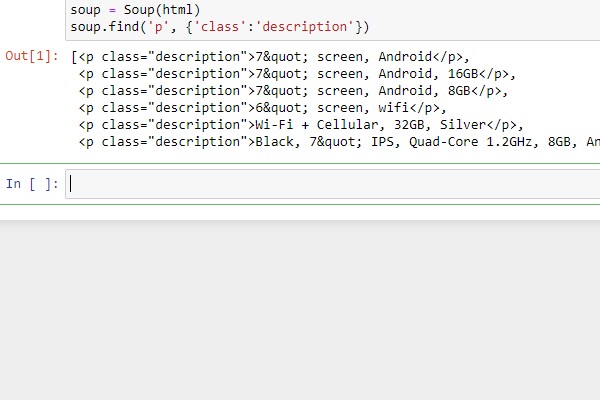 soup = Soup(html)
soup.find('p', {'class':'description'})
Out[1]: [<p class="description">7&quot; screen, Android</p>,
<p class="description">7&quot; screen, Android, 16GB</p>,
<p class="description">7&quot; screen, Android, 8GB</p>,
<p class="description">6&quot; screen, wifi</p>,
<p class="description">Wi-Fi + Cellular, 32GB, Silver</p>,
<p class="description">Black, 7&quot; IPS, Quad-Core 1.2GHz, 8GB, An
In [ ]: